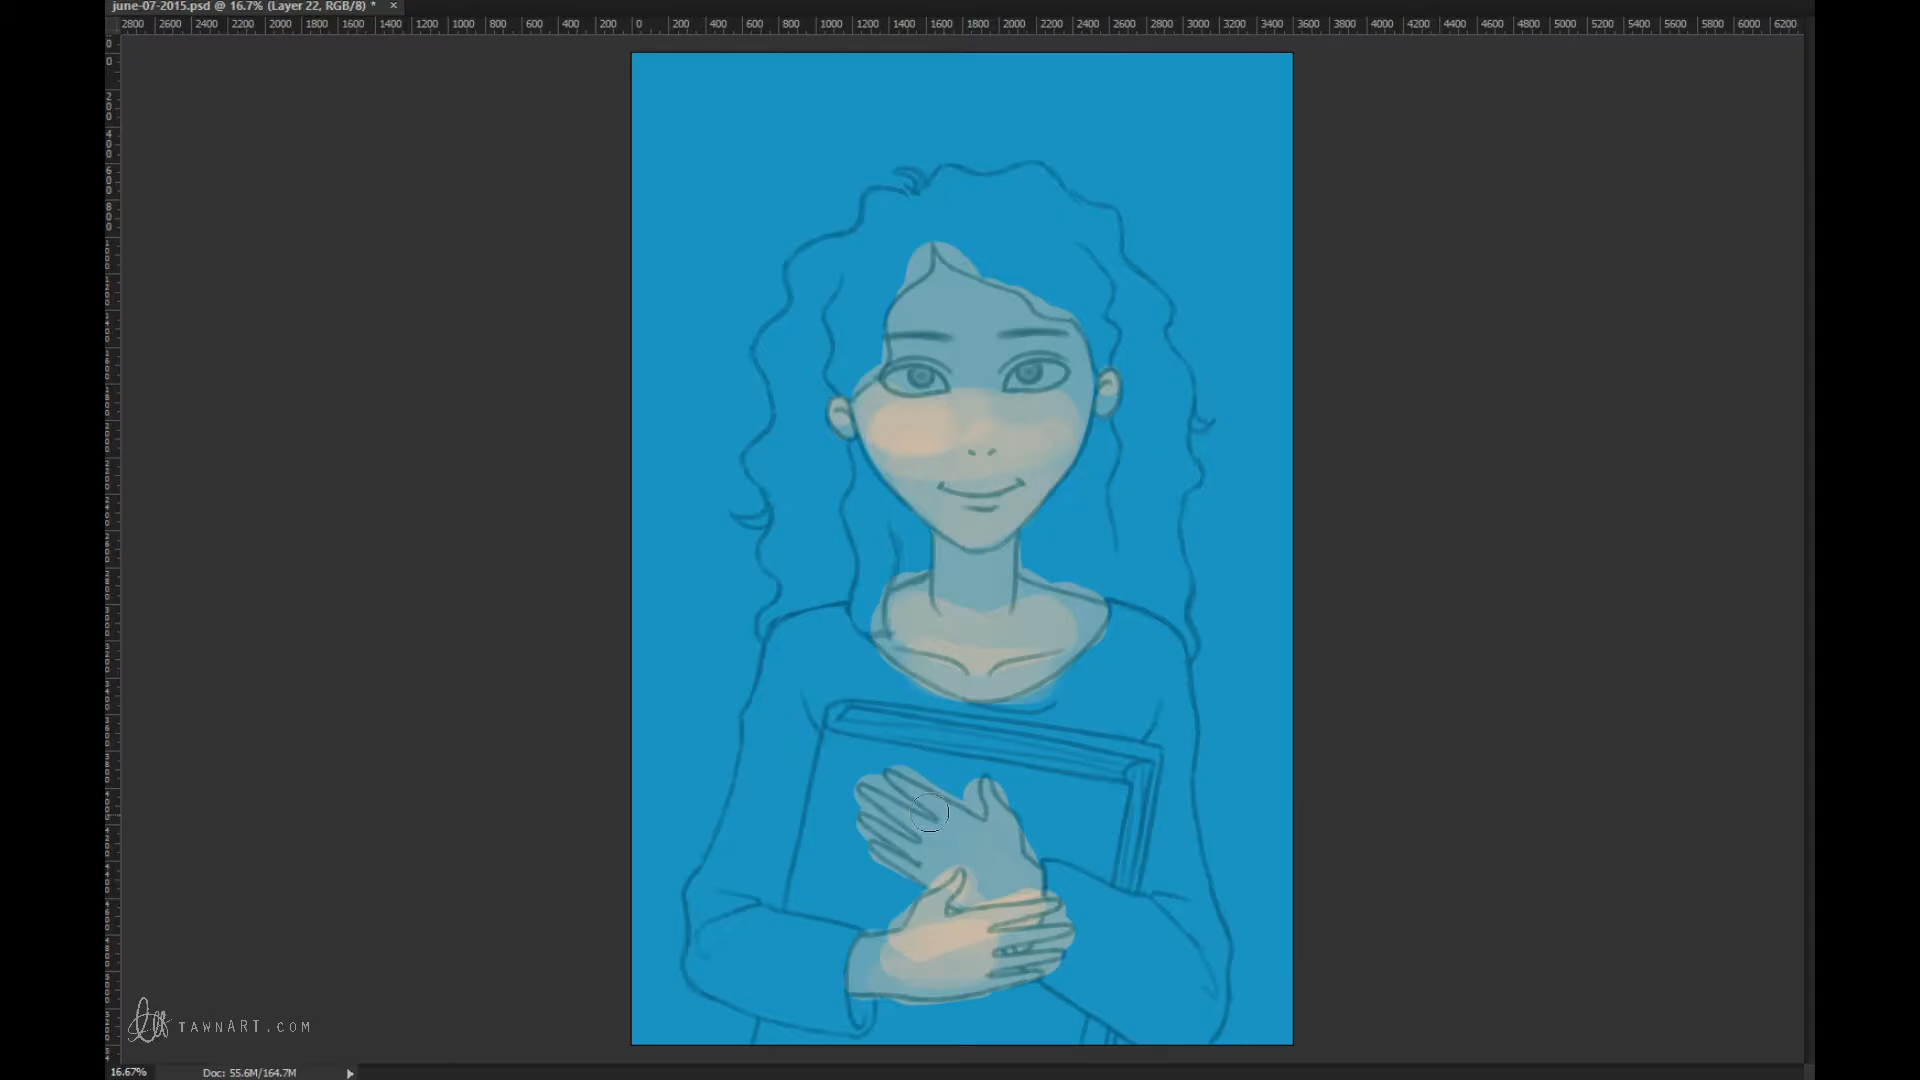 june-07-2015.psd @ 16.7% (Layer 22, RGB/8) * ×
2800 2600 2400 2200 2000 1800 1600 1400 1200 1000 800 600 400 200 0 200 400 600 800 1000 1200 1400 1600 1800 2000 2200 2400 2600 2800 3000 3200 3400 3600 3800 4000 4200 4400 4600 4800 5000 5200 5400 5600 5800 6000 6200
TAWNART.COM
16.67% Doc: 55.6M/164.7M